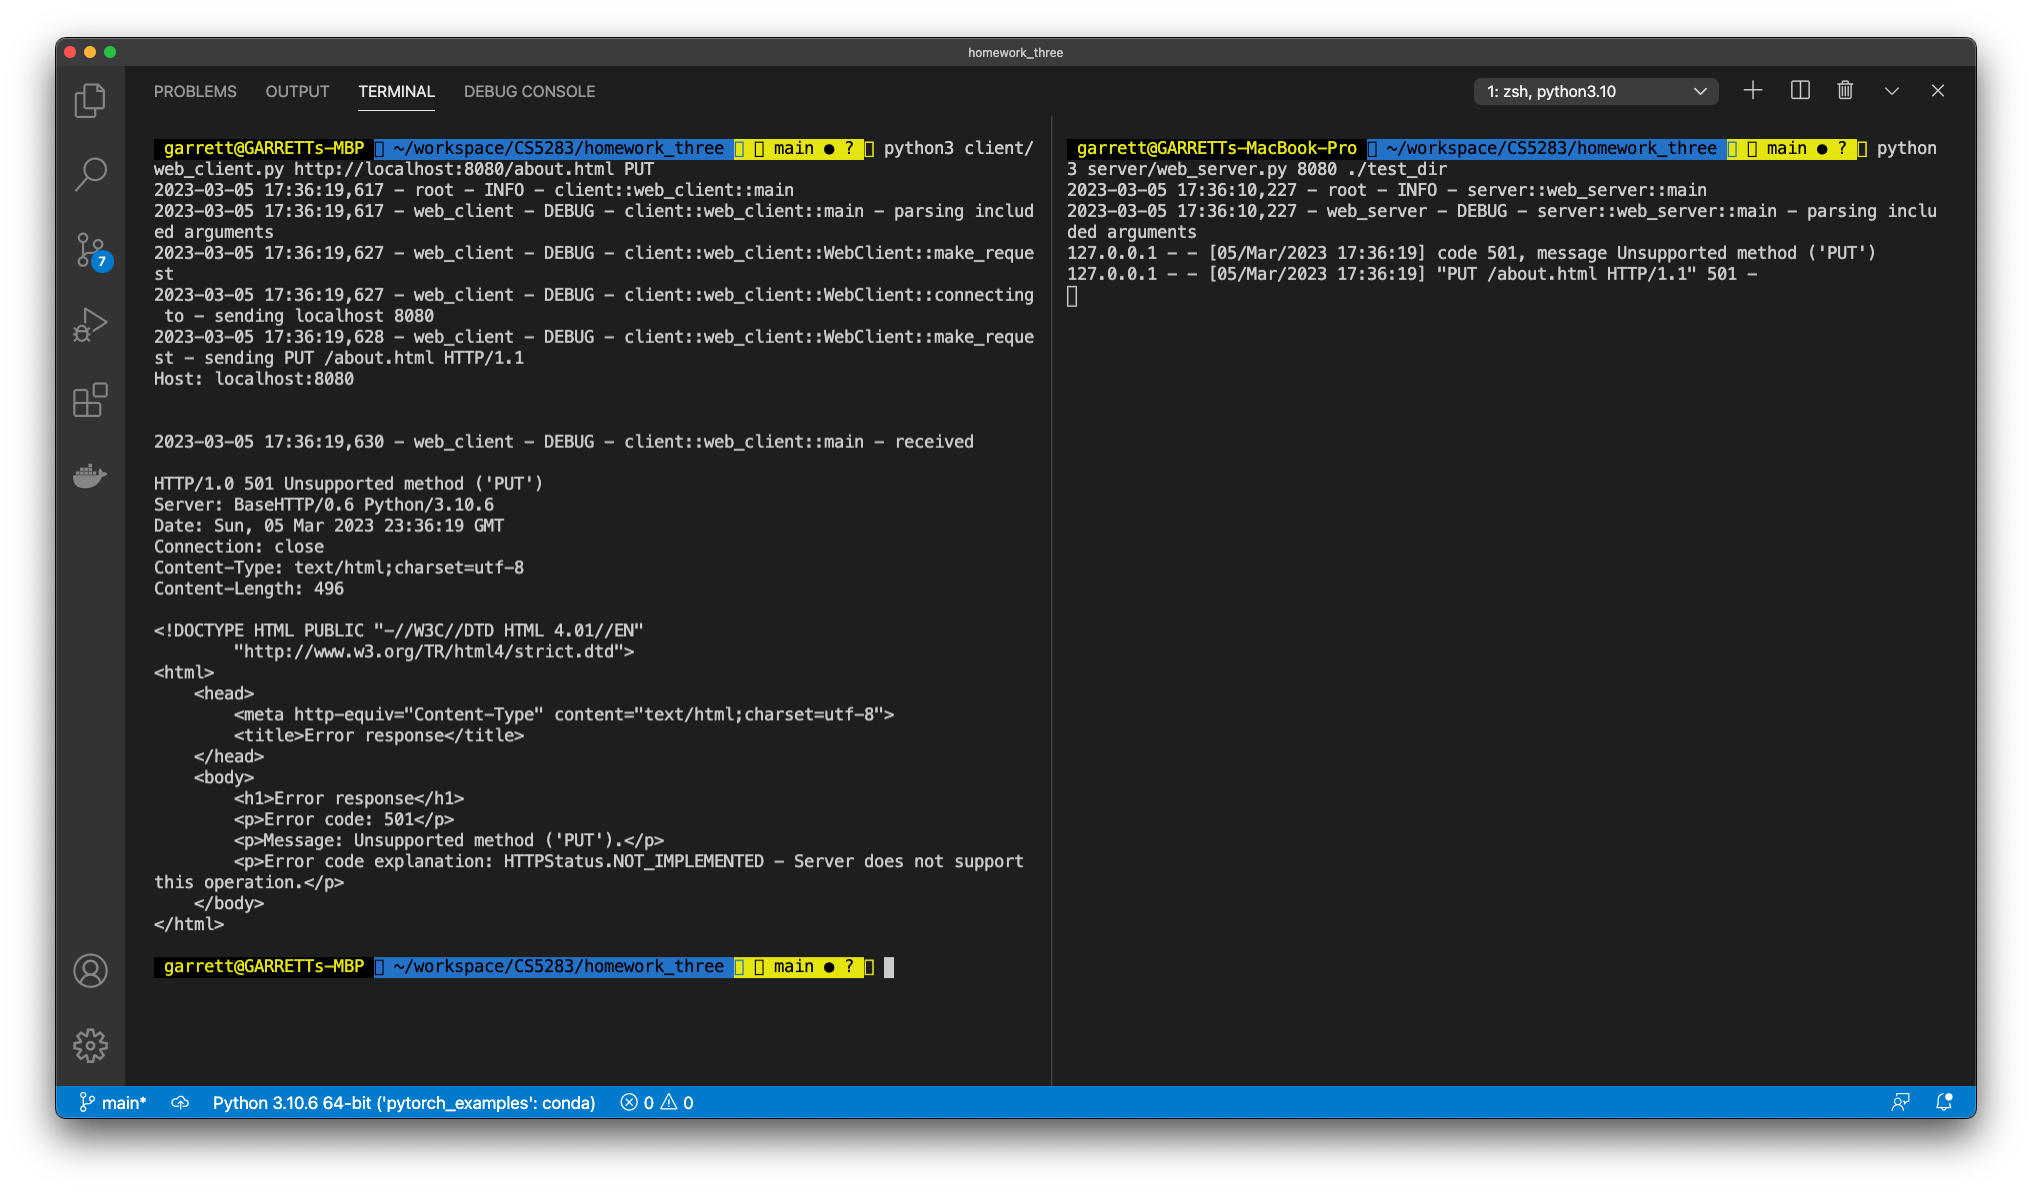 homework_three
PROBLEMS OUTPUT TERMINAL DEBUG CONSOLE
1: zsh, python3.10
garrett@GARRETTs-MBP ~/workspace/CS5283/homework_three main ● ? python3 client/
web_client.py http://localhost:8080/about.html PUT
2023-03-05 17:36:19,617 - root - INFO - client::web_client::main
2023-03-05 17:36:19,617 - web_client - DEBUG - client::web_client::main - parsing includ
ed arguments
2023-03-05 17:36:19,627 - web_client - DEBUG - client::web_client::WebClient::make_reque
st
2023-03-05 17:36:19,627 - web_client - DEBUG - client::web_client::WebClient::connecting
 to - sending localhost 8080
2023-03-05 17:36:19,628 - web_client - DEBUG - client::web_client::WebClient::make_reque
st - sending PUT /about.html HTTP/1.1
Host: localhost:8080
2023-03-05 17:36:19,630 - web_client - DEBUG - client::web_client::main - received
HTTP/1.0 501 Unsupported method ('PUT')
Server: BaseHTTP/0.6 Python/3.10.6
Date: Sun, 05 Mar 2023 23:36:19 GMT
Connection: close
Content-Type: text/html;charset=utf-8
Content-Length: 496
<!DOCTYPE HTML PUBLIC "-//W3C//DTD HTML 4.01//EN"
        "http://www.w3.org/TR/html4/strict.dtd">
<html>
    <head>
        <meta http-equiv="Content-Type" content="text/html;charset=utf-8">
        <title>Error response</title>
    </head>
    <body>
        <h1>Error response</h1>
        <p>Error code: 501</p>
        <p>Message: Unsupported method ('PUT').</p>
        <p>Error code explanation: HTTPStatus.NOT_IMPLEMENTED - Server does not support
this operation.</p>
    </body>
</html>
garrett@GARRETTs-MBP ~/workspace/CS5283/homework_three main ● ?
garrett@GARRETTs-MacBook-Pro ~/workspace/CS5283/homework_three main ● ? python
3 server/web_server.py 8080 ./test_dir
2023-03-05 17:36:10,227 - root - INFO - server::web_server::main
2023-03-05 17:36:10,227 - web_server - DEBUG - server::web_server::main - parsing inclu
ded arguments
127.0.0.1 - - [05/Mar/2023 17:36:19] code 501, message Unsupported method ('PUT')
127.0.0.1 - - [05/Mar/2023 17:36:19] "PUT /about.html HTTP/1.1" 501 -
7
main* Python 3.10.6 64-bit ('pytorch_examples': conda) 0 0